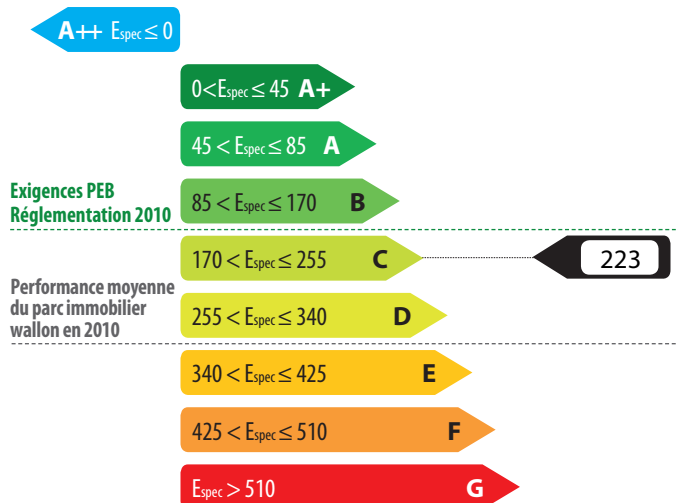 A++ Espec ≤ 0
0<Espec ≤ 45 A+
45 < Espec ≤ 85 A
Exigences PEB
Réglementation 2010
85 < Espec ≤ 170 B
170 < Espec ≤ 255 C
223
Performance moyenne
du parc immobilier
wallon en 2010
255 < Espec ≤ 340 D
340 < Espec ≤ 425 E
425 < Espec ≤ 510 F
Espec > 510 G